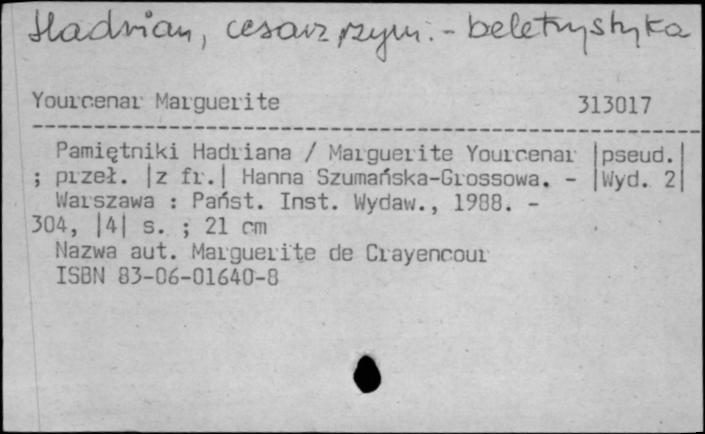 Hadrian, cesarz rzym. - beletrystyka
Yourcenar Marguerite 313017
Pamiętniki Hadriana / Marguerite Yourcenar |pseud.|
; przeł. |z fr.| Hanna Szumańska-Grossowa. - |Wyd. 2|
Warszawa : Państ. Inst. Wydaw., 1988. -
304, |4| s. ; 21 cm
Nazwa aut. Marguerite de Crayencour
ISBN 83-06-01640-8